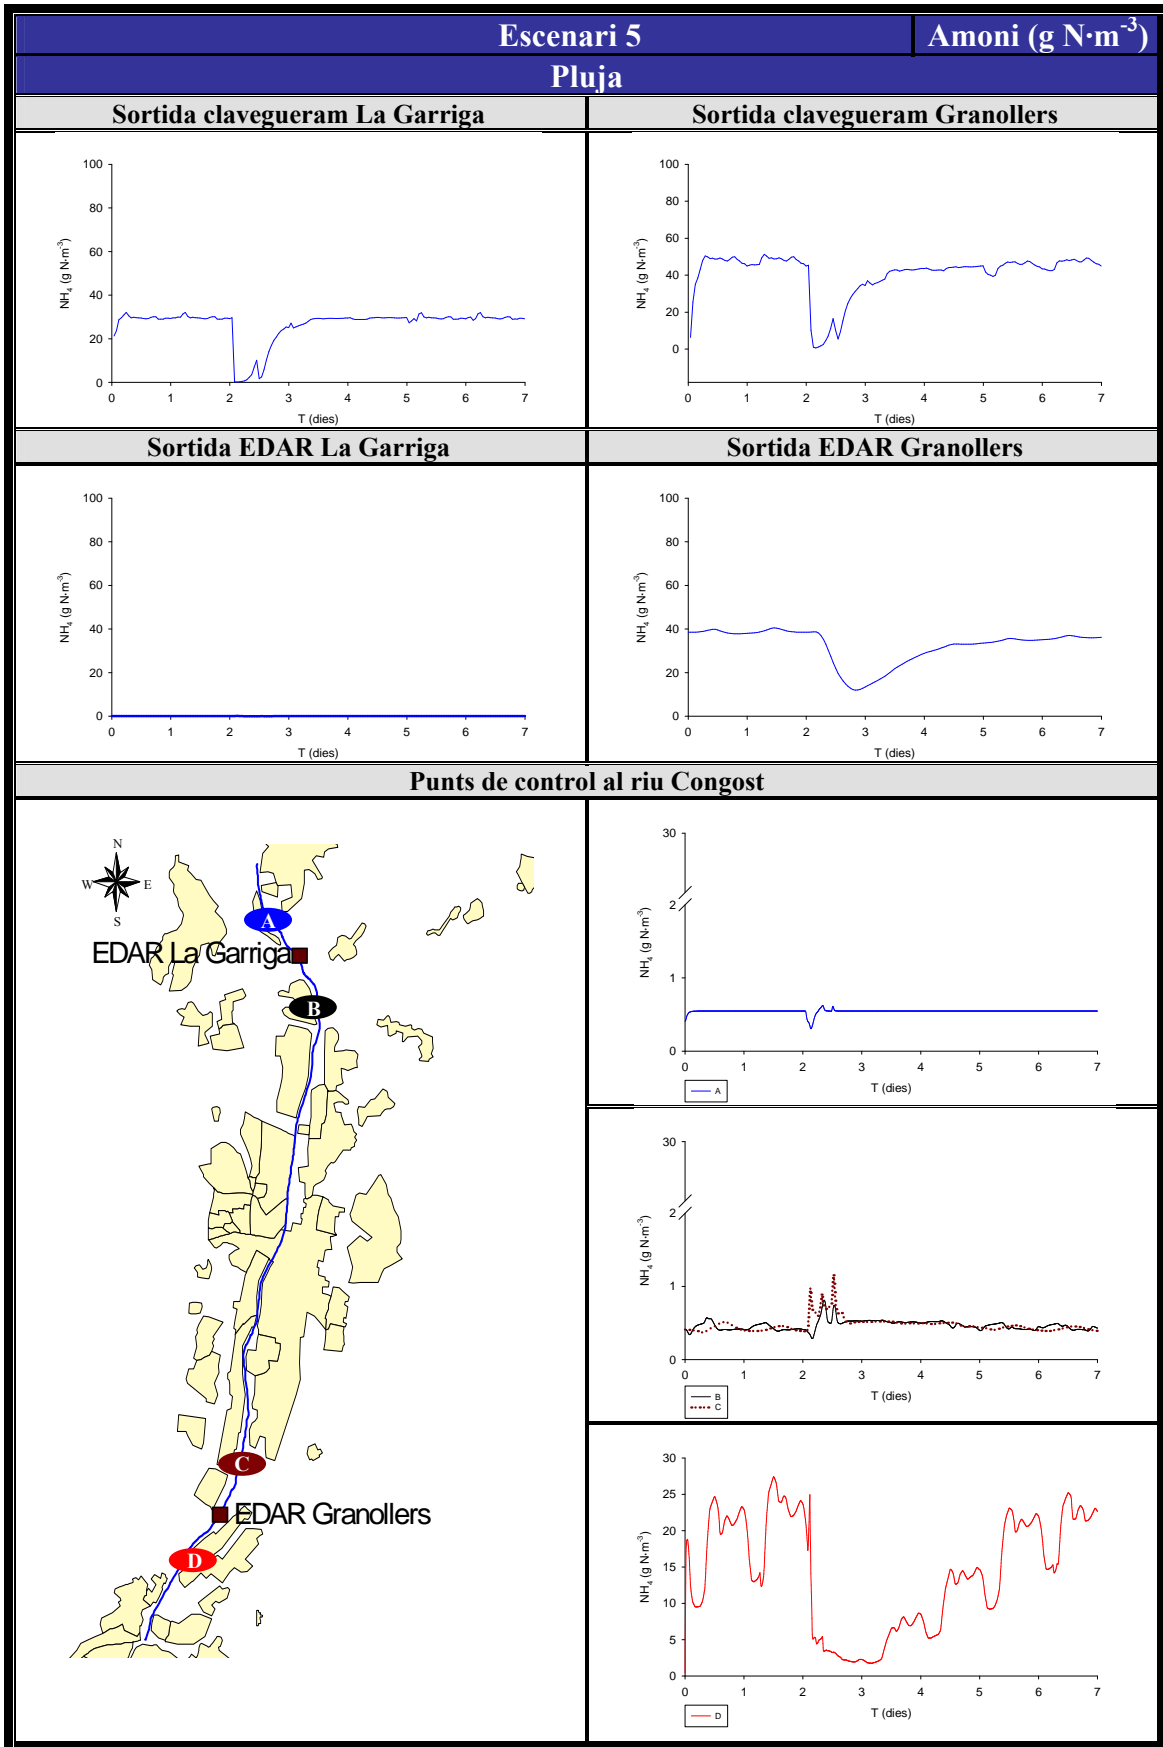 Escenari 5
Amoni (g N·m⁻³)
Pluja
Sortida clavegueram La Garriga
Sortida clavegueram Granollers
NH₄ (g N·m⁻³)
100
80
60
40
20
0
0 1 2 3 4 5 6 7
T (dies)
NH₄ (g N·m⁻³)
100
80
60
40
20
0
0 1 2 3 4 5 6 7
T (dies)
Sortida EDAR La Garriga
Sortida EDAR Granollers
NH₄ (g N·m⁻³)
100
80
60
40
20
0
0 1 2 3 4 5 6 7
T (dies)
NH₄ (g N·m⁻³)
100
80
60
40
20
0
0 1 2 3 4 5 6 7
T (dies)
Punts de control al riu Congost
N
W E
S
A
EDAR La Garriga
B
C
EDAR Granollers
D
NH₄ (g N·m⁻³)
30
2
1
0
0 1 2 3 4 5 6 7
T (dies)
A
NH₄ (g N·m⁻³)
30
2
1
0
0 1 2 3 4 5 6 7
T (dies)
B
C
NH₄ (g N·m⁻³)
30
25
20
15
10
5
0
0 1 2 3 4 5 6 7
T (dies)
D